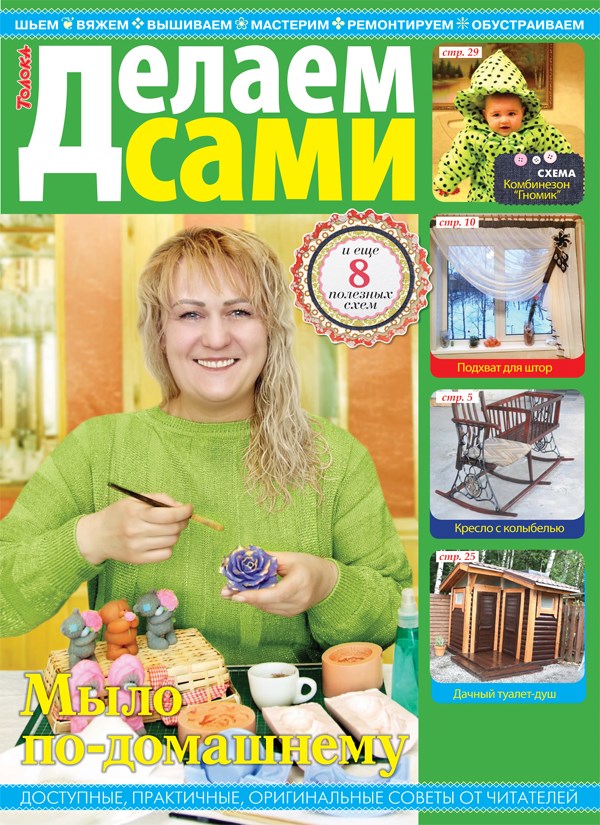 ШЬЕМ ВЯЖЕМ ВЫШИВАЕМ МАСТЕРИМ РЕМОНТИРУЕМ ОБУСТРАИВАЕМ
Толока
Делаем
сами
стр. 29
СХЕМА
Комбинезон
"Гномик"
и еще
8
полезных
схем
стр. 10
Подхват для штор
стр. 5
Кресло с колыбелью
стр. 25
Дачный туалет-душ
Мыло
по-домашнему
ДОСТУПНЫЕ, ПРАКТИЧНЫЕ, ОРИГИНАЛЬНЫЕ СОВЕТЫ ОТ ЧИТАТЕЛЕЙ